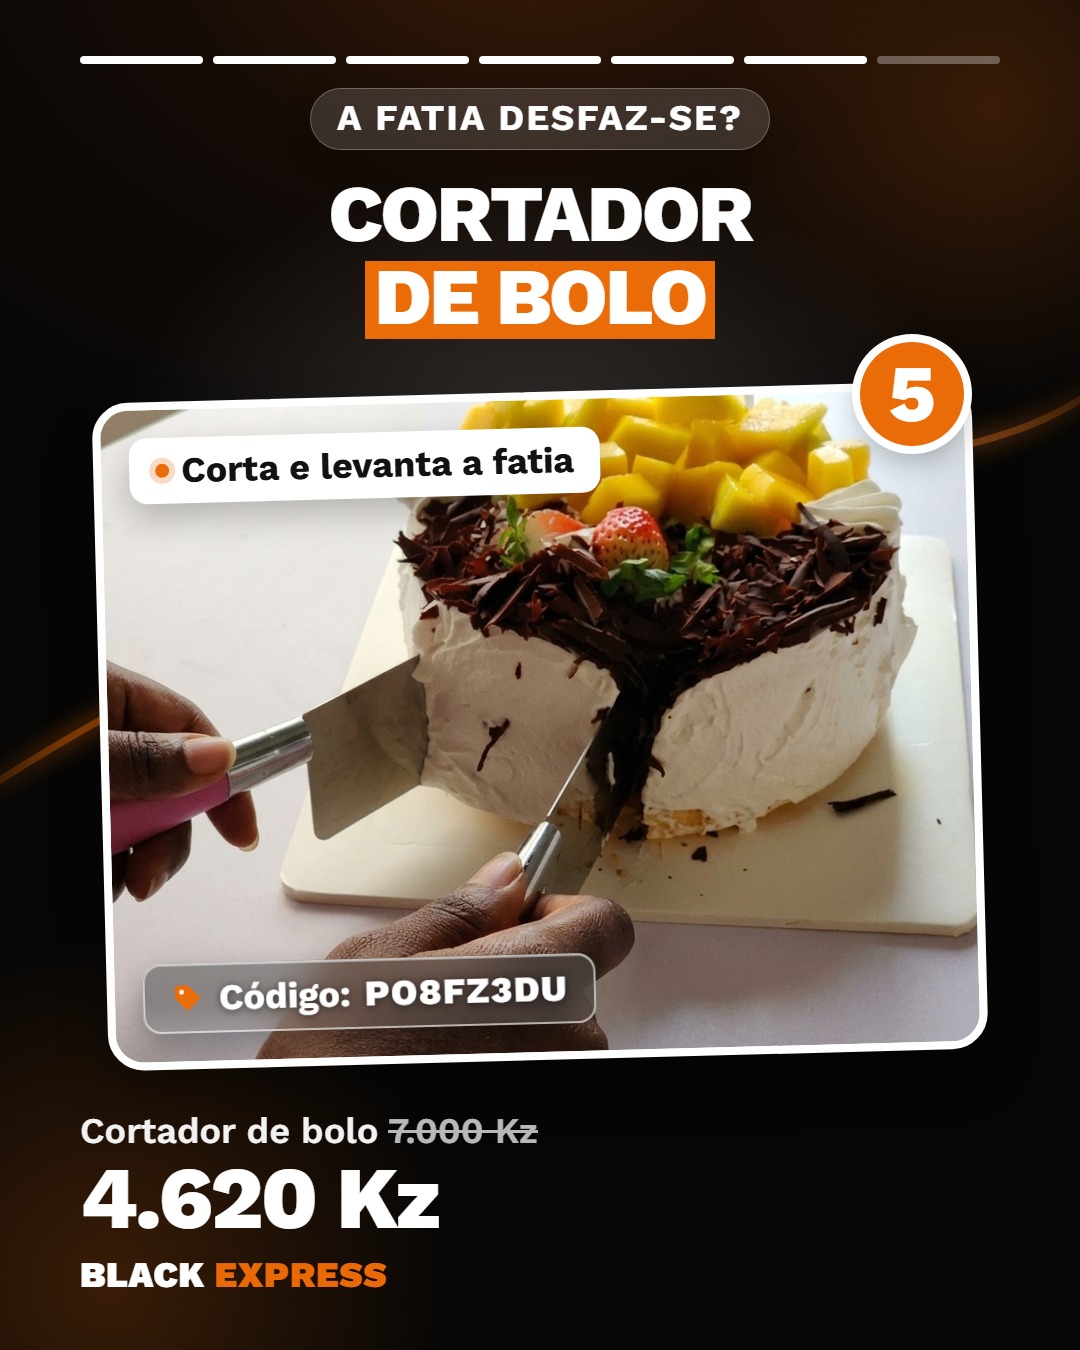 A FATIA DESFAZ-SE?
CORTADOR
DE BOLO
5
Corta e levanta a fatia
Código: PO8FZ3DU
Cortador de bolo 7.000 Kz
4.620 Kz
BLACK EXPRESS